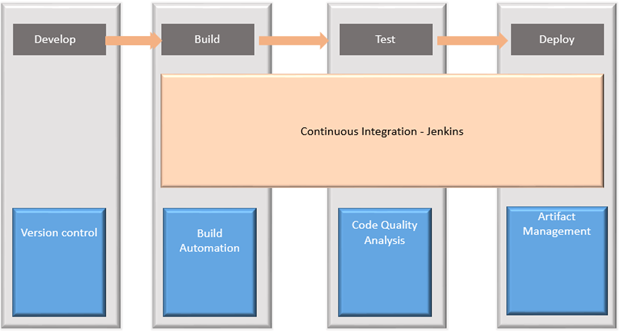 Develop
Build
Test
Deploy
Continuous Integration - Jenkins
Version control
Build
Automation
Code Quality
Analysis
Artifact
Management